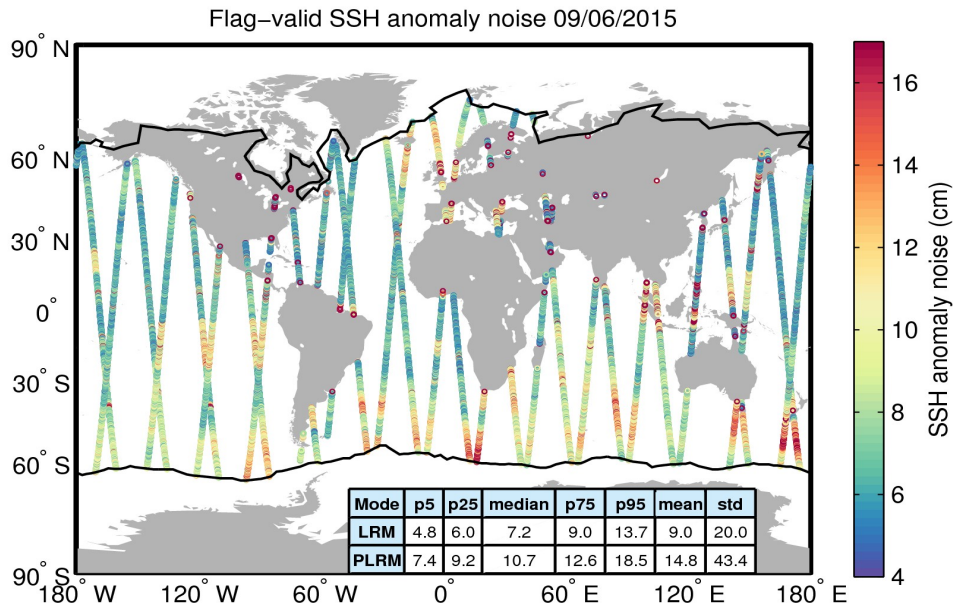 Flag−valid SSH anomaly noise 09/06/2015
90° N
60° N
30° N
0°
30° S
60° S
90° S
180° W
120° W
60° W
0°
60° E
120° E
180° E
Mode p5 p25 median p75 p95 mean std
LRM 4.8 6.0 7.2 9.0 13.7 9.0 20.0
PLRM 7.4 9.2 10.7 12.6 18.5 14.8 43.4
16
14
12
10
8
6
4
SSH anomaly noise (cm)